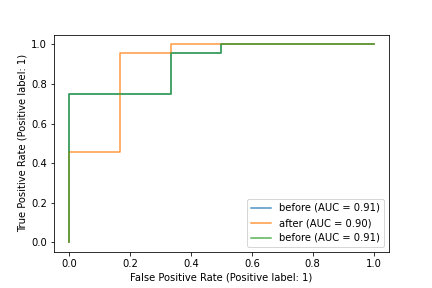 1.0
0.8
0.6
0.4
0.2
0.0
True Positive Rate (Positive label: 1)
before (AUC = 0.91)
after (AUC = 0.90)
before (AUC = 0.91)
0.0 0.2 0.4 0.6 0.8 1.0
False Positive Rate (Positive label: 1)